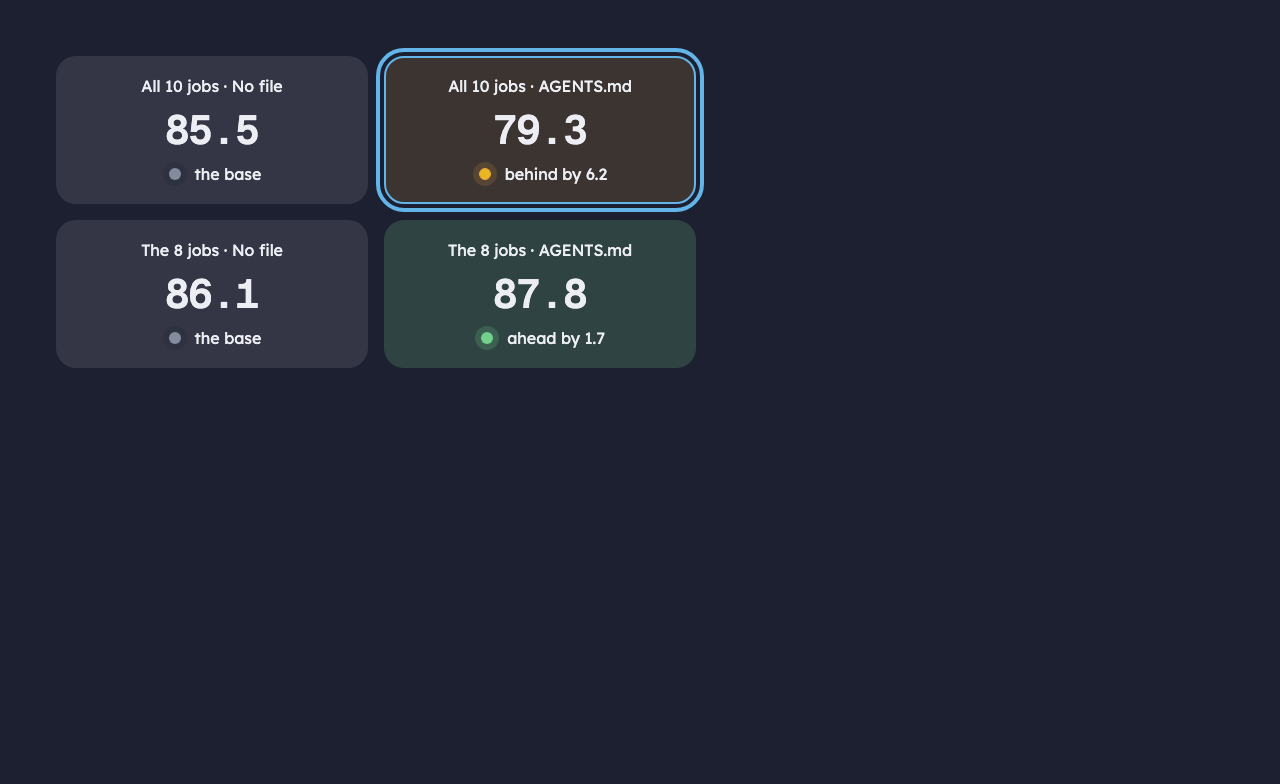 All 10 jobs · No file
85.5
the base
All 10 jobs · AGENTS.md
79.3
behind by 6.2
The 8 jobs · No file
86.1
the base
The 8 jobs · AGENTS.md
87.8
ahead by 1.7